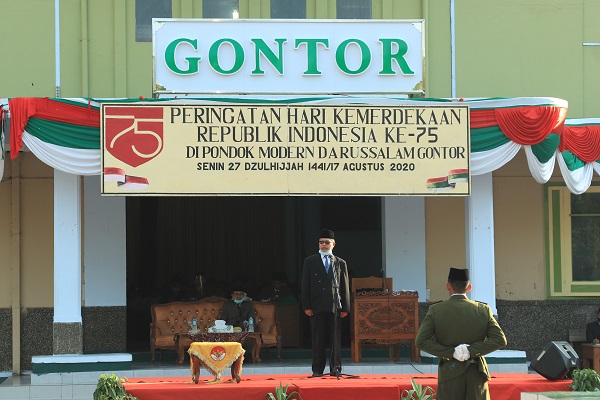 GONTOR
75
PERINGATAN HARI KEMERDEKAAN
REPUBLIK INDONESIA KE-75
DI PONDOK MODERN DARUSSALAM GONTOR
SENIN 27 DZULHIJJAH 1441/17 AGUSTUS 2020